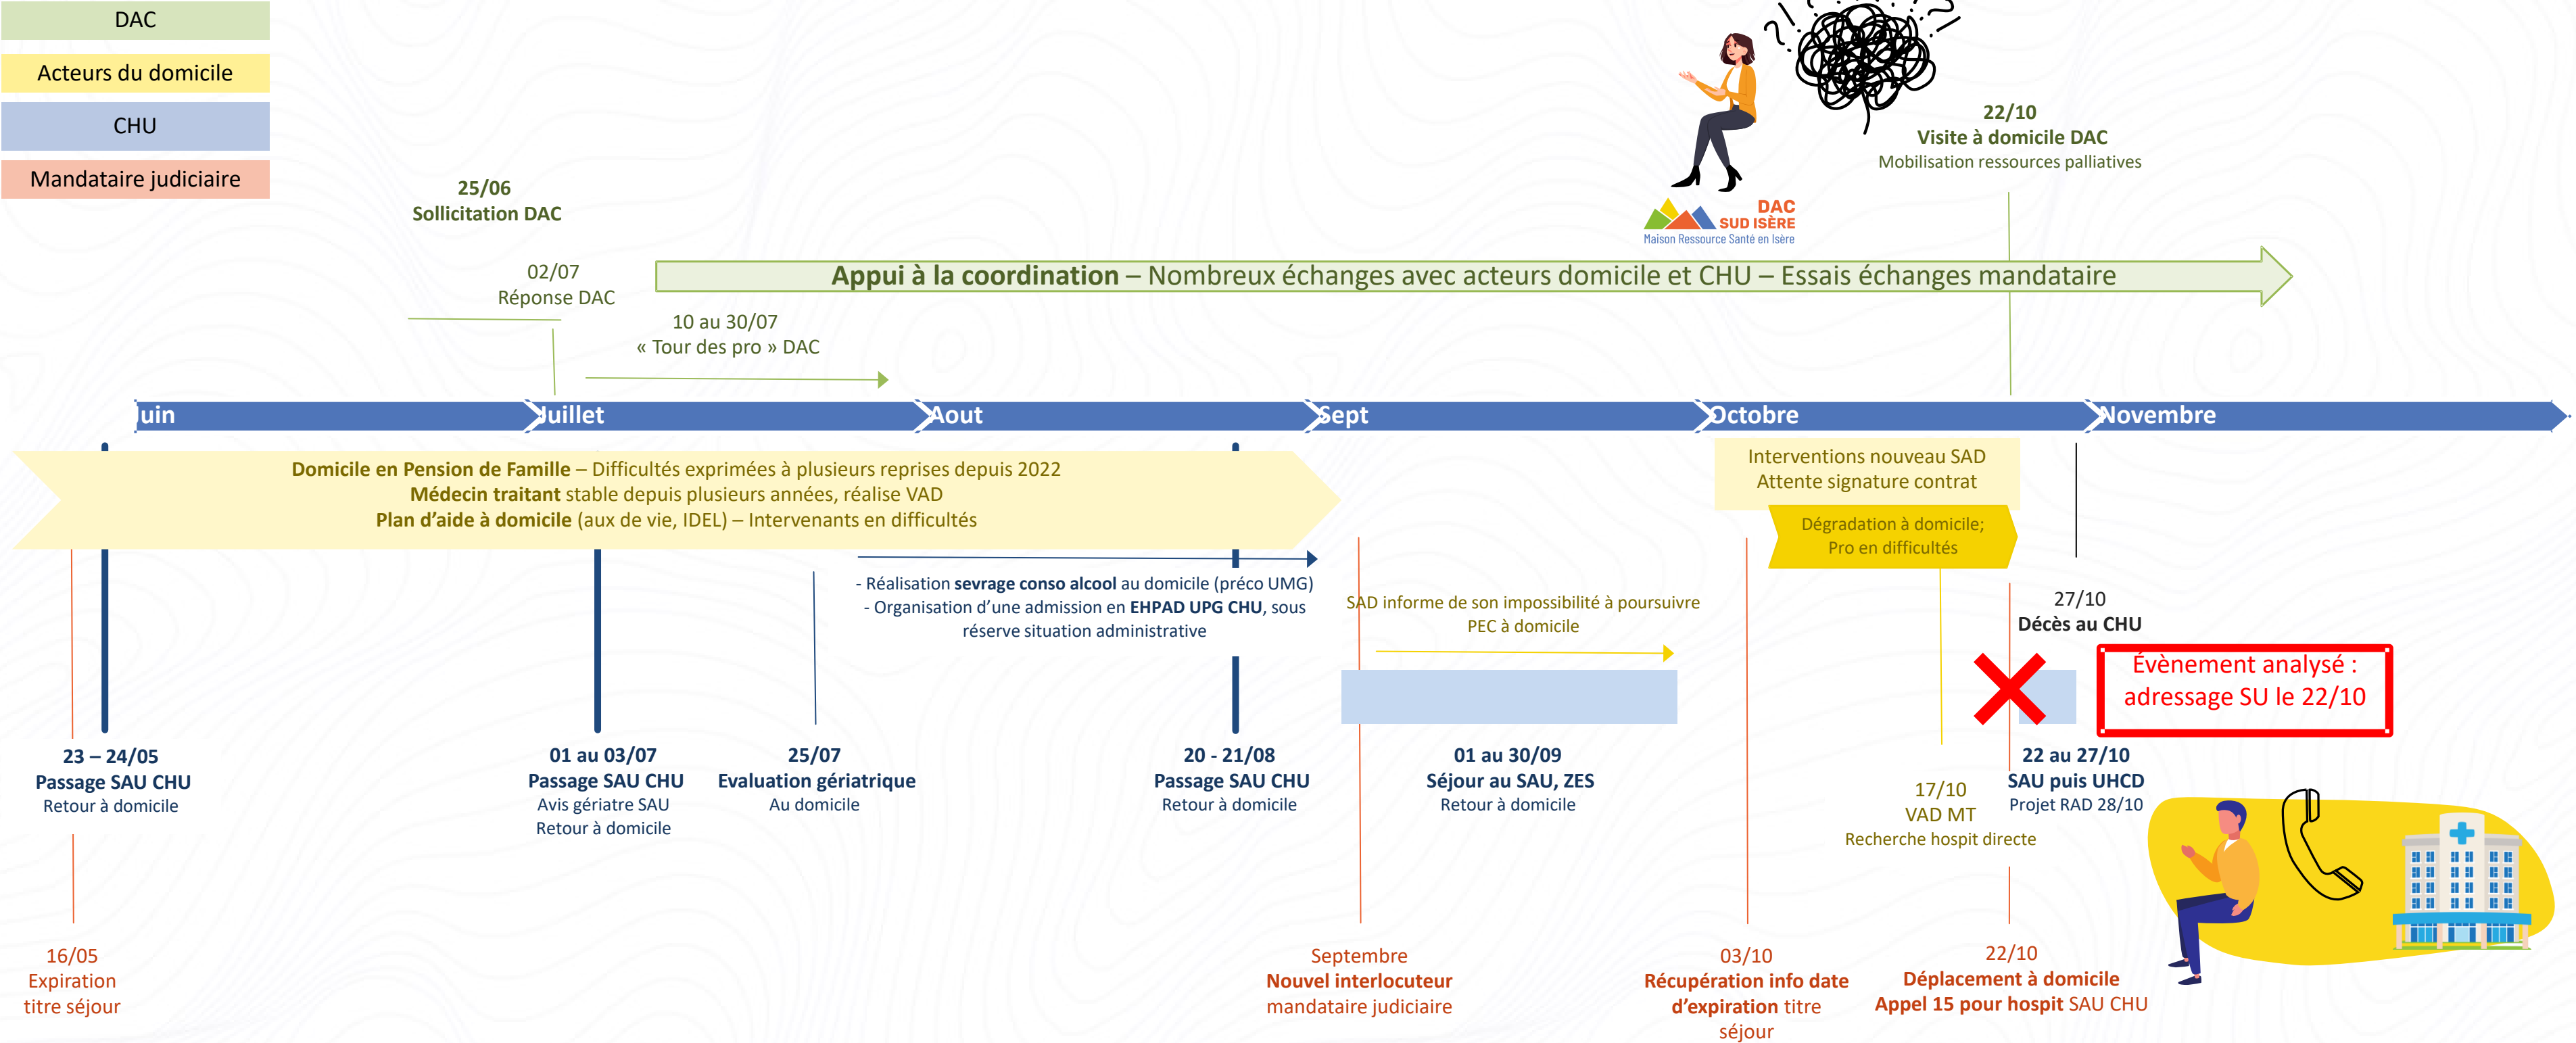 DAC
Acteurs du domicile
CHU
Mandataire judiciaire
25/06
Sollicitation DAC
02/07
Réponse DAC
10 au 30/07
« Tour des pro » DAC
DAC
SUD ISÈRE
Maison Ressource Santé en Isère
22/10
Visite à domicile DAC
Mobilisation ressources palliatives
Appui à la coordination – Nombreux échanges avec acteurs domicile et CHU – Essais échanges mandataire
Juin
Juillet
Aout
Sept
Octobre
Novembre
Domicile en Pension de Famille – Difficultés exprimées à plusieurs reprises depuis 2022
Médecin traitant stable depuis plusieurs années, réalise VAD
Plan d'aide à domicile (aux de vie, IDEL) – Intervenants en difficultés
Interventions nouveau SAD
Attente signature contrat
Dégradation à domicile;
Pro en difficultés
- Réalisation sevrage conso alcool au domicile (préco UMG)
- Organisation d'une admission en EHPAD UPG CHU, sous
réserve situation administrative
SAD informe de son impossibilité à poursuivre
PEC à domicile
27/10
Décès au CHU
Évènement analysé :
adressage SU le 22/10
23 – 24/05
Passage SAU CHU
Retour à domicile
01 au 03/07
Passage SAU CHU
Avis gériatre SAU
Retour à domicile
25/07
Evaluation gériatrique
Au domicile
20 - 21/08
Passage SAU CHU
Retour à domicile
01 au 30/09
Séjour au SAU, ZES
Retour à domicile
17/10
VAD MT
Recherche hospit directe
22 au 27/10
SAU puis UHCD
Projet RAD 28/10
16/05
Expiration
titre séjour
Septembre
Nouvel interlocuteur
mandataire judiciaire
03/10
Récupération info date
d'expiration titre
séjour
22/10
Déplacement à domicile
Appel 15 pour hospit SAU CHU